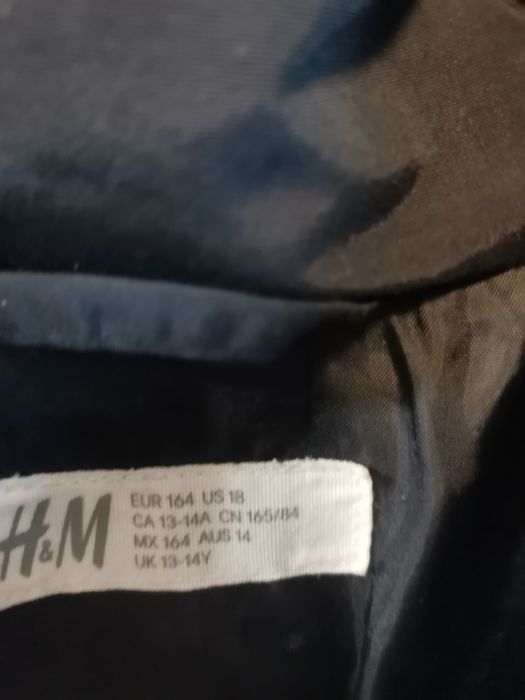 H&M
EUR 164 US 18
CA 13-14A CN 165/84
MX 164 AUS 14
UK 13-14Y